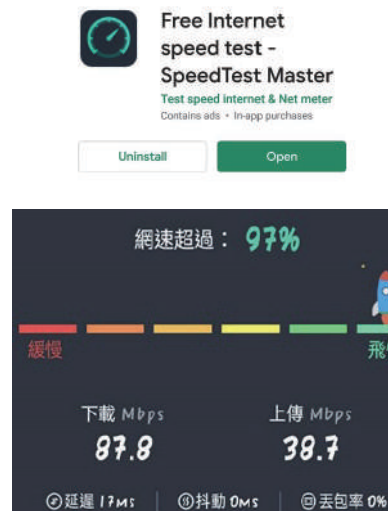 Free Internet
speed test -
SpeedTest Master
Test speed internet & Net meter
Contains ads • In-app purchases
Uninstall
Open
網速超過： 97%
緩慢
下載 Mbps
上傳 Mbps
87.8
38.7
延遲 17ms
抖動 0ms
丟包率 0%